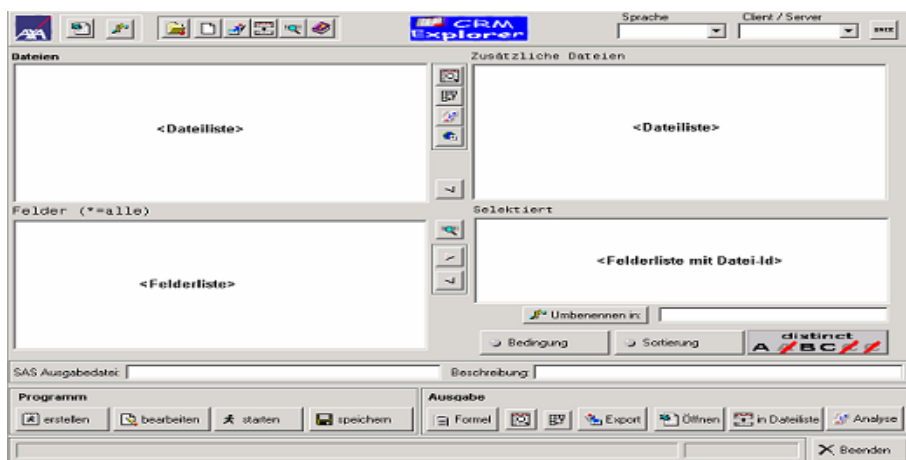 AXA
CRM Explorer
Sprache
Client / Server
Dateien
Zusätzliche Dateien
<Dateiliste>
<Dateiliste>
Felder (*=alle)
Selektiert
<Felderliste>
<Felderliste mit Datei-Id>
Umbenennen in:
Bedingung
Sortierung
distinct
SAS Ausgabedatei:
Beschreibung:
Programm
Ausgabe
erstellen
bearbeiten
starten
speichern
Formel
Export
Öffnen
in Dateiliste
Analyse
Beenden